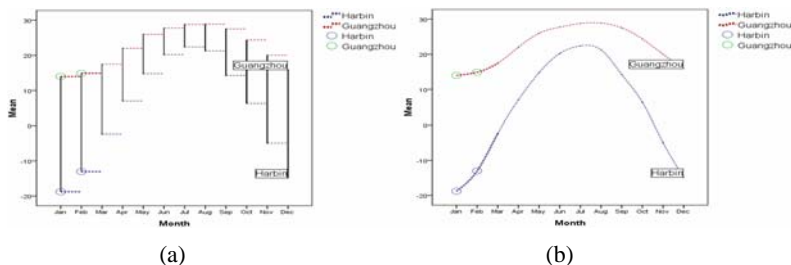 30
20
10
0
-10
-20
Mean
Jan Feb Mar Apr May Jun Jul Aug Sep Oct Nov Dec
Month
Guangzhou
Harbin
Harbin
Guangzhou
Harbin
Guangzhou
(a)
30
20
10
0
-10
-20
Mean
Jan Feb Mar Apr May Jun Jul Aug Sep Oct Nov Dec
Month
Guangzhou
Harbin
Harbin
Guangzhou
Harbin
Guangzhou
(b)